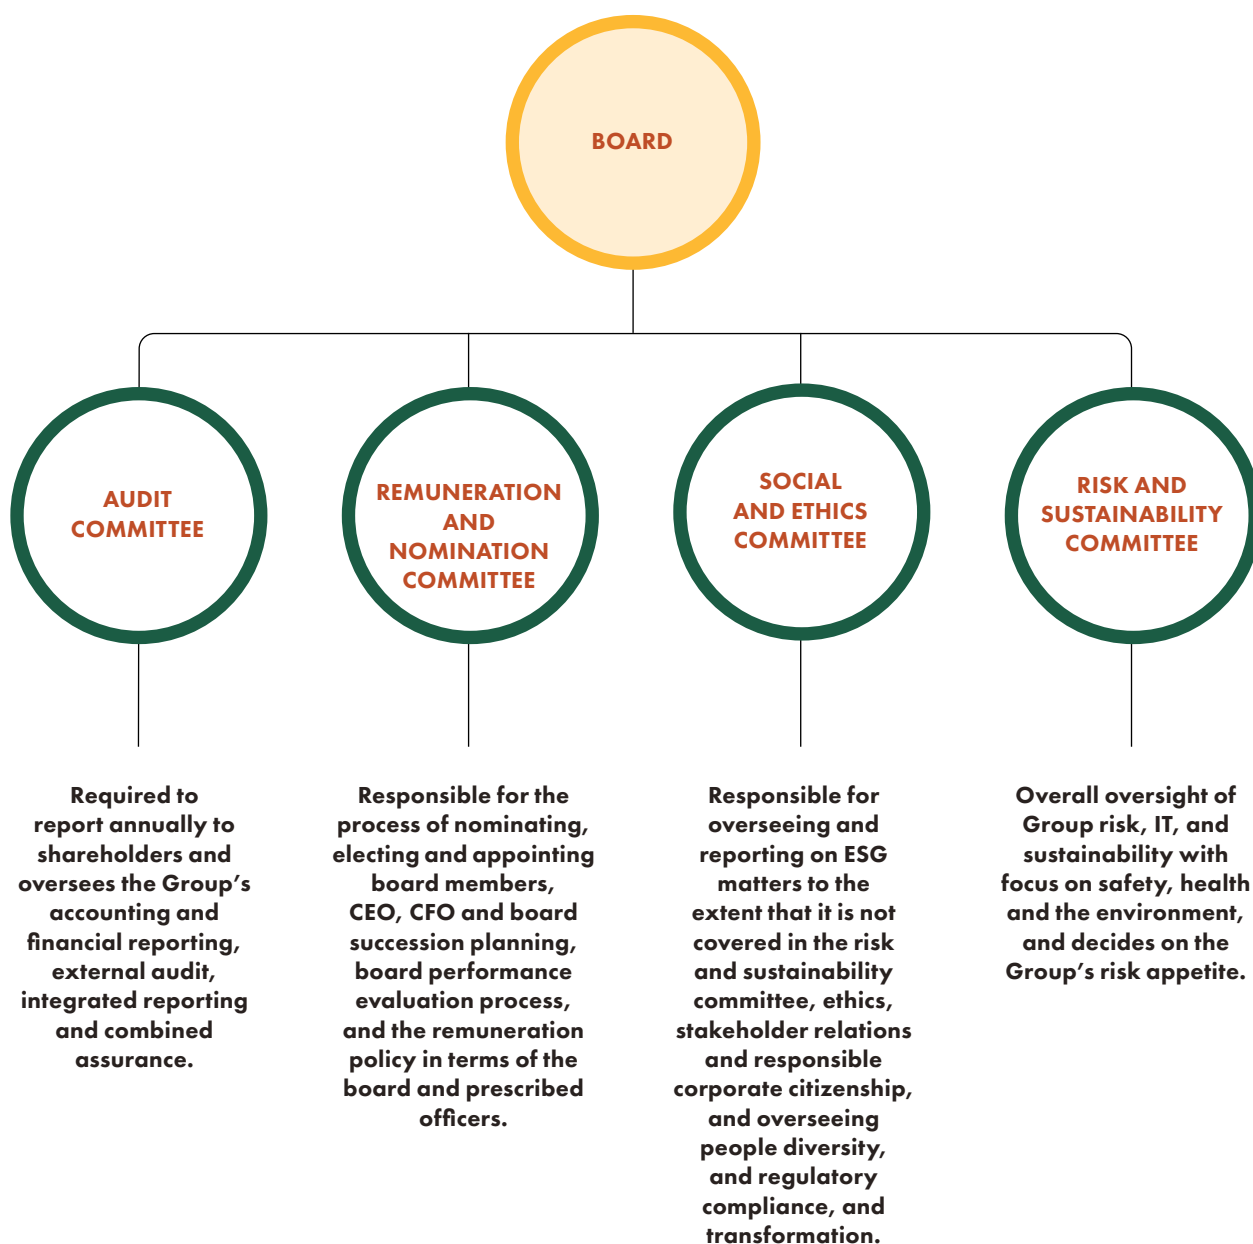 BOARD
AUDIT
COMMITTEE
REMUNERATION
AND
NOMINATION
COMMITTEE
SOCIAL
AND ETHICS
COMMITTEE
RISK AND
SUSTAINABILITY
COMMITTEE
Required to
report annually to
shareholders and
oversees the Group’s
accounting and
financial reporting,
external audit,
integrated reporting
and combined
assurance.
Responsible for the
process of nominating,
electing and appointing
board members,
CEO, CFO and board
succession planning,
board performance
evaluation process,
and the remuneration
policy in terms of the
board and prescribed
officers.
Responsible for
overseeing and
reporting on ESG
matters to the
extent that it is not
covered in the risk
and sustainability
committee, ethics,
stakeholder relations
and responsible
corporate citizenship,
and overseeing
people diversity,
and regulatory
compliance, and
transformation.
Overall oversight of
Group risk, IT, and
sustainability with
focus on safety, health
and the environment,
and decides on the
Group’s risk appetite.